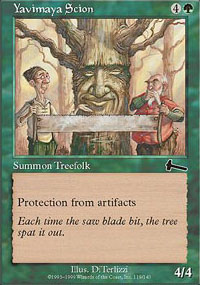 Yavimaya Scion
4
Summon Treefolk
Protection from artifacts
Each time the saw blade bit, the tree
spat it out.
Illus. D. Terlizzi
4/4